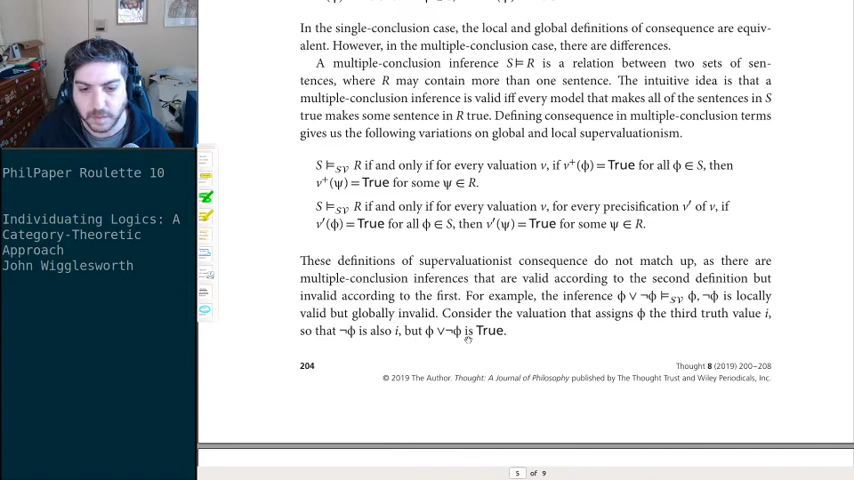 In the single-conclusion case, the local and global definitions of consequence are equiv-
alent. However, in the multiple-conclusion case, there are differences.
A multiple-conclusion inference S ⊨ R is a relation between two sets of sen-
tences, where R may contain more than one sentence. The intuitive idea is that a
multiple-conclusion inference is valid iff every model that makes all of the sentences in S
true makes some sentence in R true. Defining consequence in multiple-conclusion terms
gives us the following variations on global and local supervaluationism.
S ⊨SV R if and only if for every valuation v, if v⁺(ϕ) = True for all ϕ ∈ S, then
v⁺(ψ) = True for some ψ ∈ R.
S ⊨SV R if and only if for every valuation v, for every precisification v′ of v, if
v′(ϕ) = True for all ϕ ∈ S, then v′(ψ) = True for some ψ ∈ R.
These definitions of supervaluationist consequence do not match up, as there are
multiple-conclusion inferences that are valid according to the second definition but
invalid according to the first. For example, the inference ϕ ∨ ¬ϕ ⊨SV ϕ, ¬ϕ is locally
valid but globally invalid. Consider the valuation that assigns ϕ the third truth value i,
so that ¬ϕ is also i, but ϕ ∨¬ϕ is True.
204
Thought 8 (2019) 200–208
© 2019 The Author. Thought: A Journal of Philosophy published by The Thought Trust and Wiley Periodicals, Inc.
5 of 9
PhilPaper Roulette 10
Individuating Logics: A
Category-Theoretic
Approach
John Wigglesworth